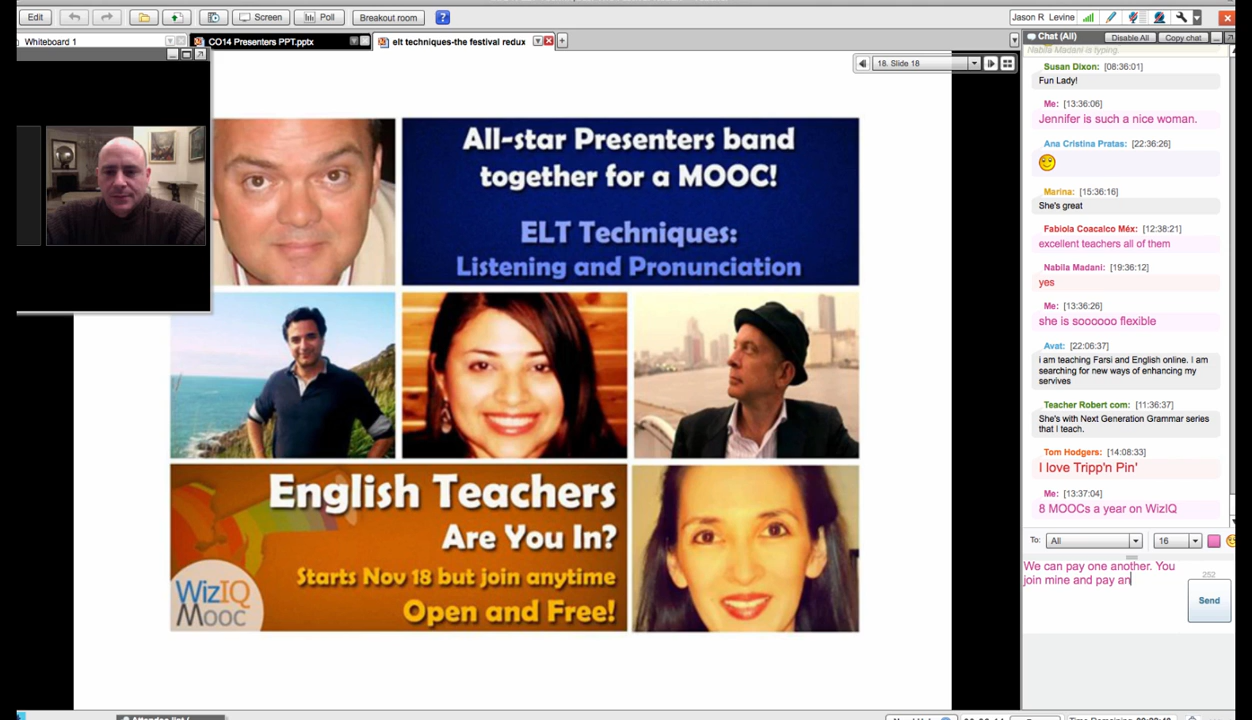 Edit
Screen
Poll
Breakout room
?
Jason R Levine
Whiteboard 1
CO14 Presenters PPT.pptx
elt techniques-the festival redux
Chat (All)
Disable All
Copy chat
Nabila Madani is typing.
18. Slide 18
All-star Presenters band
together for a MOOC!
ELT Techniques:
Listening and Pronunciation
English Teachers
Are You In?
Starts Nov 18 but join anytime
Open and Free!
WizIQ
Mooc
Susan Dixon: [08:36:01]
Fun Lady!
Me: [13:36:06]
Jennifer is such a nice woman.
Ana Cristina Pratas: [22:36:26]
Marina: [15:36:16]
She's great
Fabiola Coacalco Méx: [12:38:21]
excellent teachers all of them
Nabila Madani: [19:36:12]
yes
Me: [13:36:26]
she is soooooo flexible
Avat: [22:06:37]
i am teaching Farsi and English online. I am
searching for new ways of enhancing my
servives
Teacher Robert com: [11:36:37]
She's with Next Generation Grammar series
that I teach.
Tom Hodgers: [14:08:33]
I love Tripp'n Pin'
Me: [13:37:04]
8 MOOCs a year on WizIQ
To: All 16
We can pay one another. You
join mine and pay an
252
Send
Attendee list (